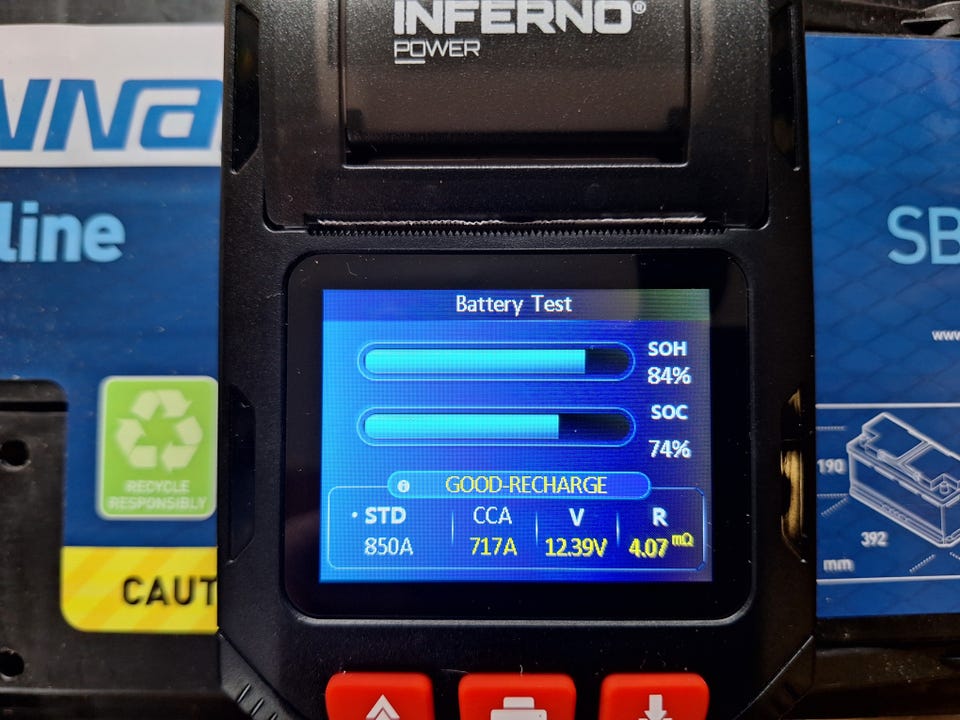 INFERNO®
POWER
line
SB
www
Battery Test
SOH
84%
SOC
74%
GOOD-RECHARGE
STD
850A
CCA
717A
V
12.39V
R
4.07 mΩ
RECYCLE
RESPONSIBLY
CAUT
190
392
mm